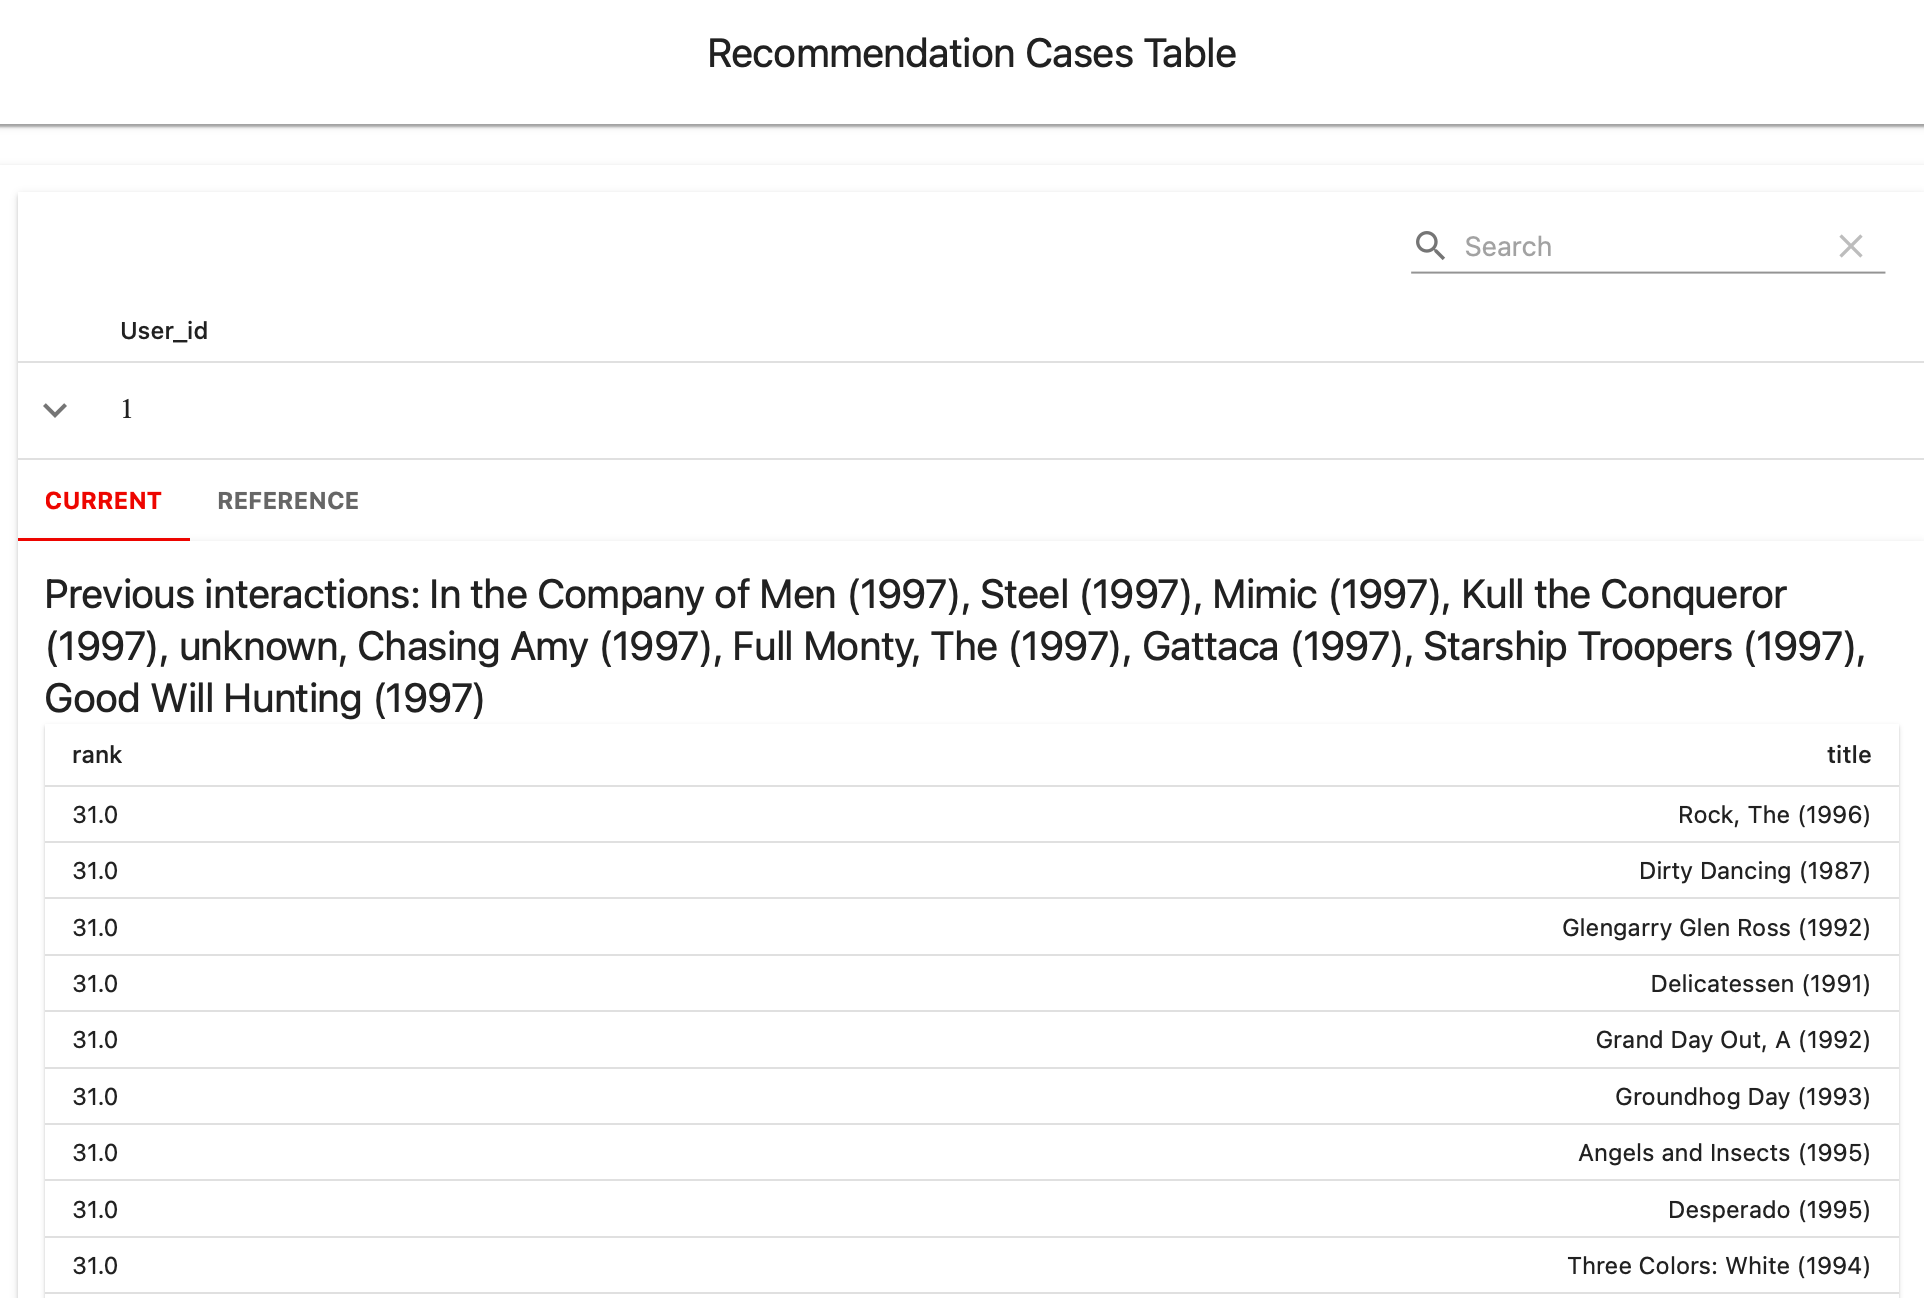 Recommendation Cases Table
Search
User_id
1
CURRENT REFERENCE
Previous interactions: In the Company of Men (1997), Steel (1997), Mimic (1997), Kull the Conqueror
(1997), unknown, Chasing Amy (1997), Full Monty, The (1997), Gattaca (1997), Starship Troopers (1997),
Good Will Hunting (1997)
rank title
31.0 Rock, The (1996)
31.0 Dirty Dancing (1987)
31.0 Glengarry Glen Ross (1992)
31.0 Delicatessen (1991)
31.0 Grand Day Out, A (1992)
31.0 Groundhog Day (1993)
31.0 Angels and Insects (1995)
31.0 Desperado (1995)
31.0 Three Colors: White (1994)